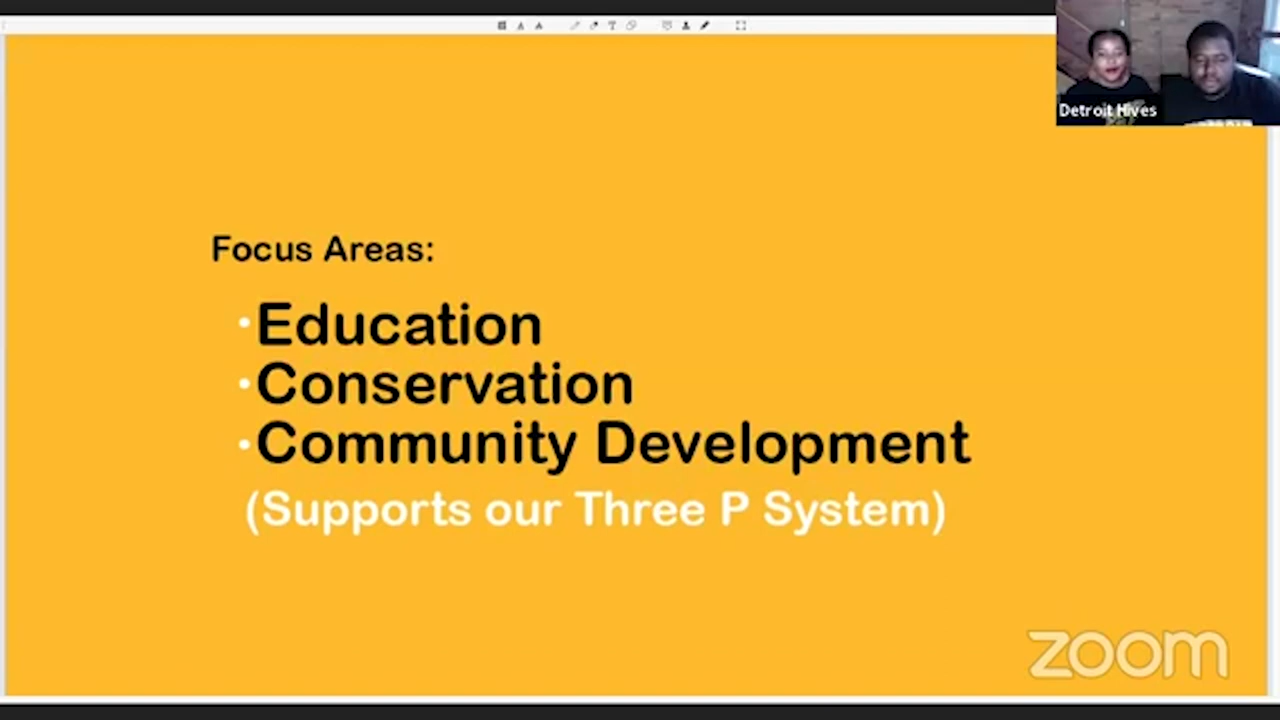 Detroit Hives
Focus Areas:
•Education
•Conservation
•Community Development
(Supports our Three P System)
zoom